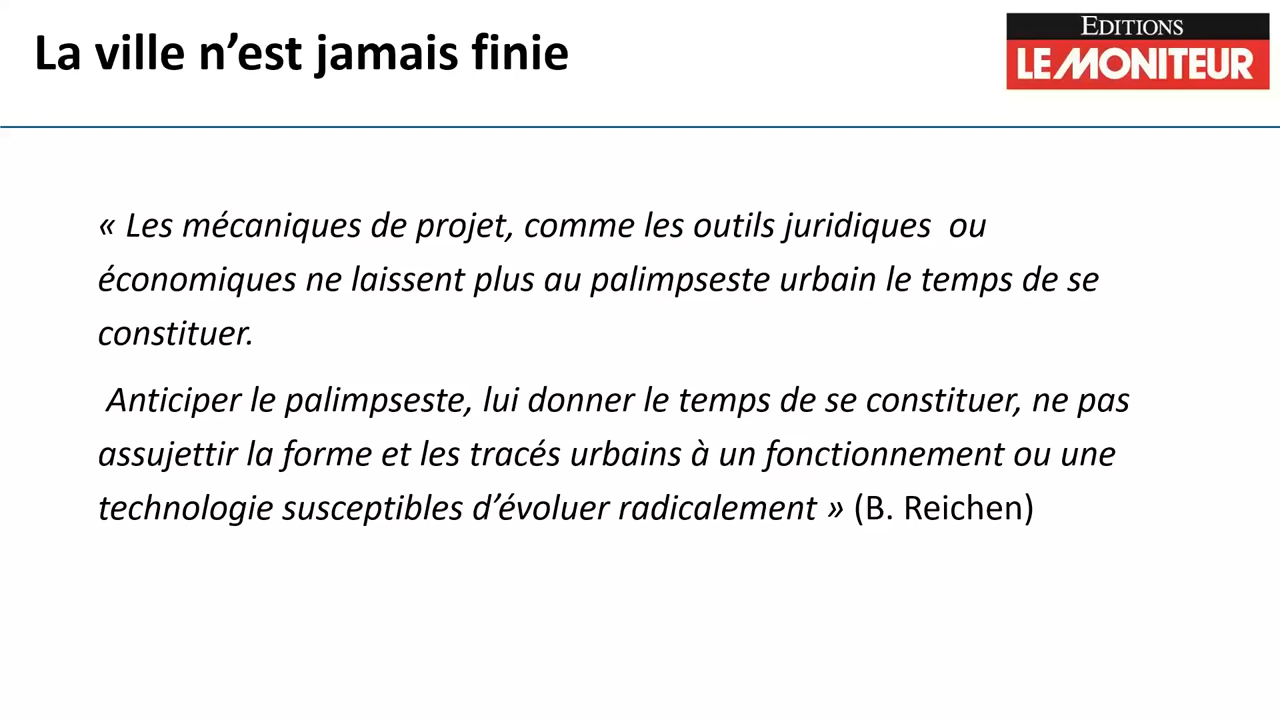 La ville n’est jamais finie
EDITIONS
LE MONITEUR
« Les mécaniques de projet, comme les outils juridiques ou
économiques ne laissent plus au palimpseste urbain le temps de se
constituer.
Anticiper le palimpseste, lui donner le temps de se constituer, ne pas
assujettir la forme et les tracés urbains à un fonctionnement ou une
technologie susceptibles d’évoluer radicalement » (B. Reichen)